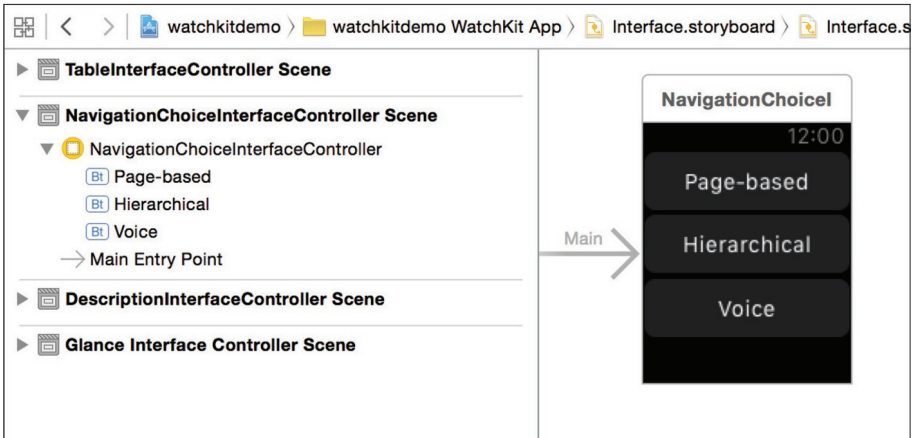 watchkitdemo watchkitdemo WatchKit App Interface.storyboard Interface.s
TableInterfaceController Scene
NavigationChoiceInterfaceController Scene
NavigationChoiceInterfaceController
Bt Page-based
Bt Hierarchical
Bt Voice
Main Entry Point
DescriptionInterfaceController Scene
Glance Interface Controller Scene
Main
NavigationChoiceI
12:00
Page-based
Hierarchical
Voice